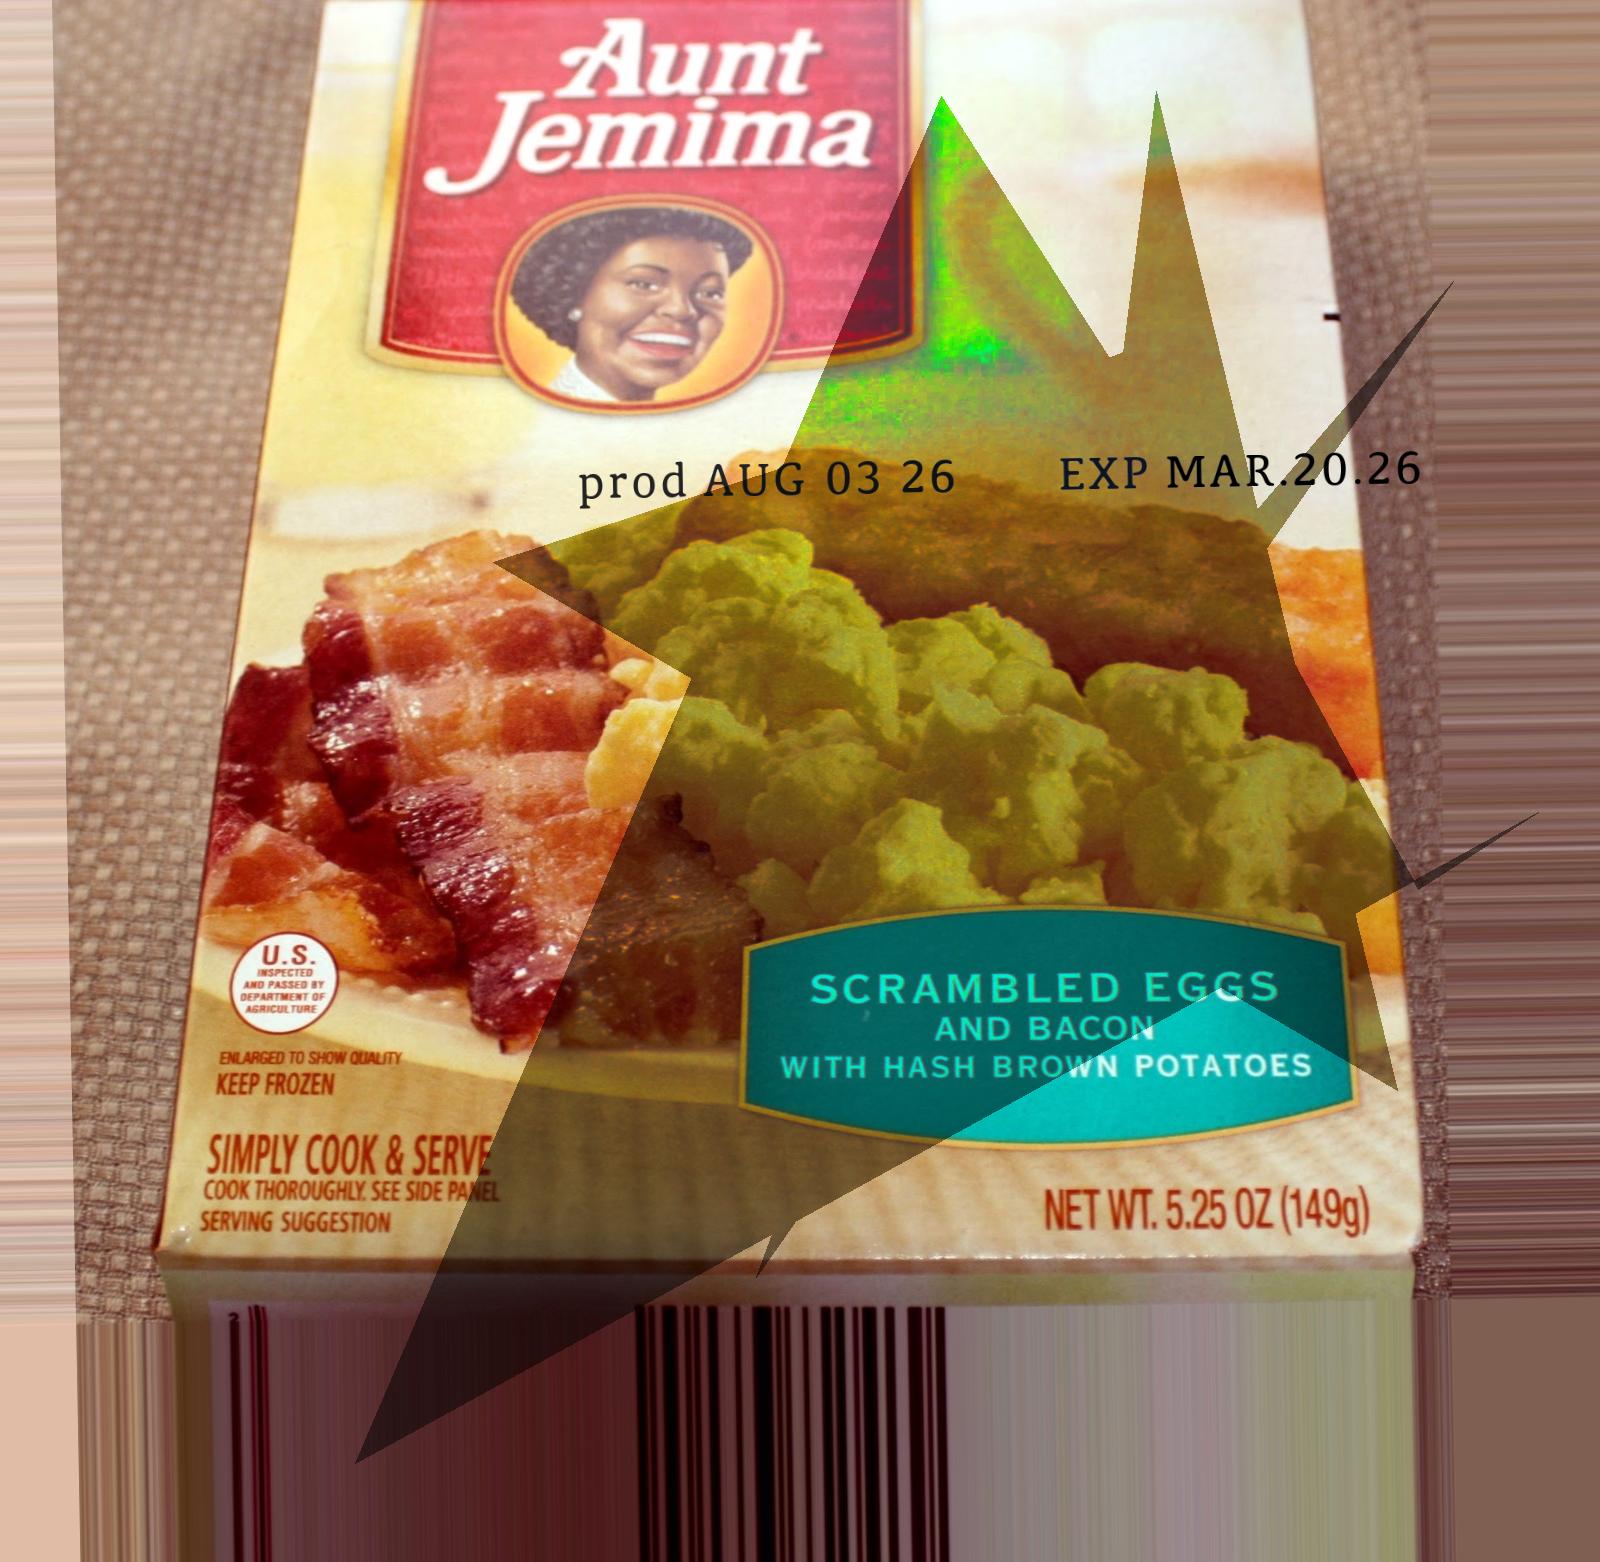 Aunt
Jemima
prod AUG 03 26 EXP MAR.20.26
U.S.
INSPECTED
AND PASSED BY
DEPARTMENT OF
AGRICULTURE
SCRAMBLED EGGS
AND BACON
WITH HASH BROWN POTATOES
ENLARGED TO SHOW QUALITY
KEEP FROZEN
SIMPLY COOK & SERVE
COOK THOROUGHLY. SEE SIDE PANEL
SERVING SUGGESTION
NET WT. 5.25 OZ (149g)
2